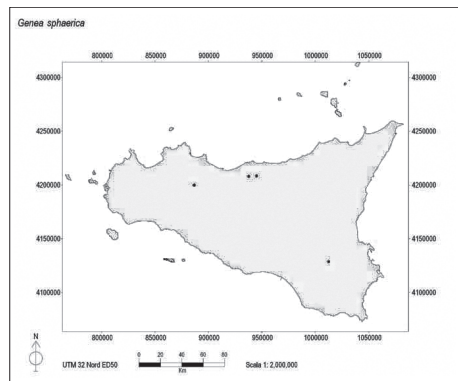 Genea sphaerica
800000 850000 900000 950000 1000000 1050000
4300000 4300000
4250000 4250000
4200000 4200000
4150000 4150000
4100000 4100000
800000 850000 900000 950000 1000000 1050000
N
UTM 32 Nord ED50
0 20 40 60 80
Km
Scala 1: 2,000,000